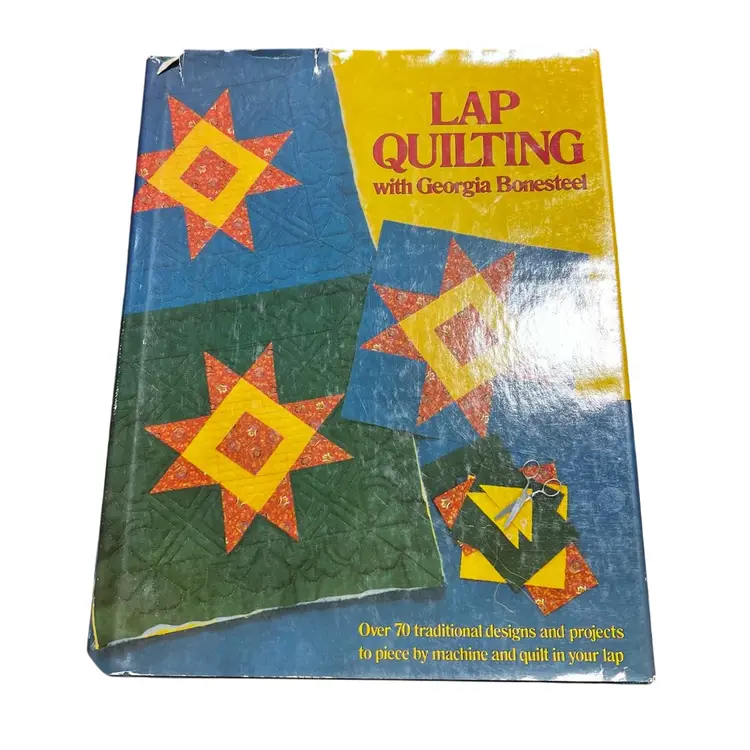 LAP
QUILTING
with Georgia Bonesteel
Over 70 traditional designs and projects
to piece by machine and quilt in your lap